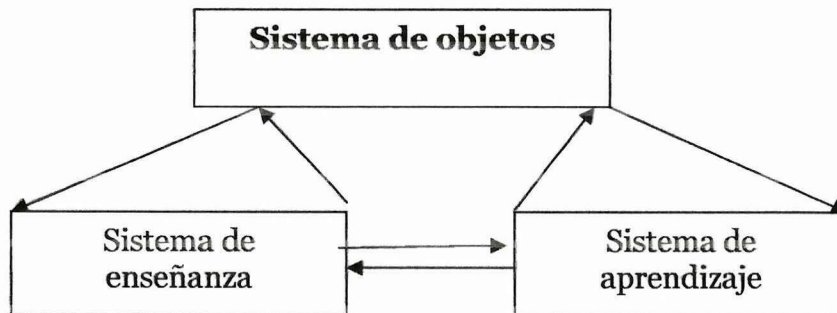 Sistema de objetos
Sistema de
enseñanza
Sistema de
aprendizaje